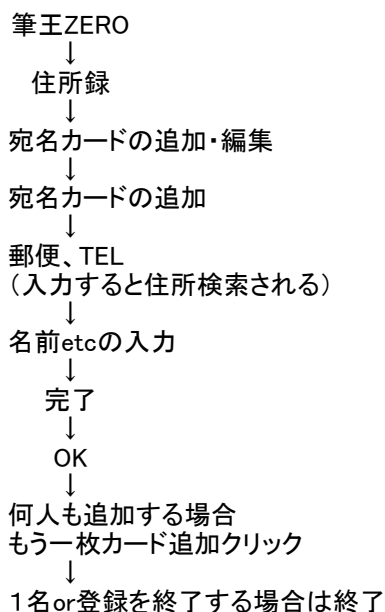 筆王ZERO
↓
住所録
↓
宛名カードの追加・編集
↓
宛名カードの追加
↓
郵便、TEL
（入力すると住所検索される）
↓
名前etcの入力
↓
完了
↓
OK
↓
何人も追加する場合
もう一枚カード追加クリック
↓
１名or登録を終了する場合は終了